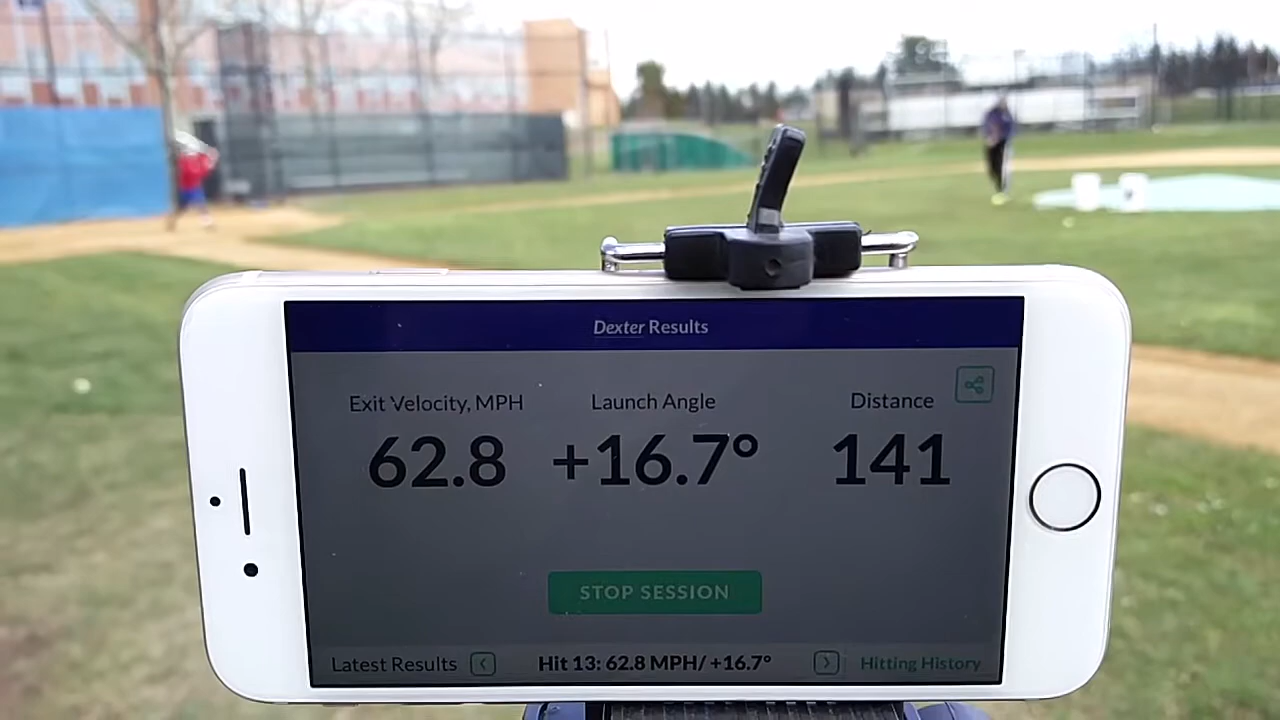 Dexter Results
Exit Velocity, MPH Launch Angle Distance
62.8 +16.7° 141
STOP SESSION
Latest Results Hit 13: 62.8 MPH/ +16.7° Hitting History